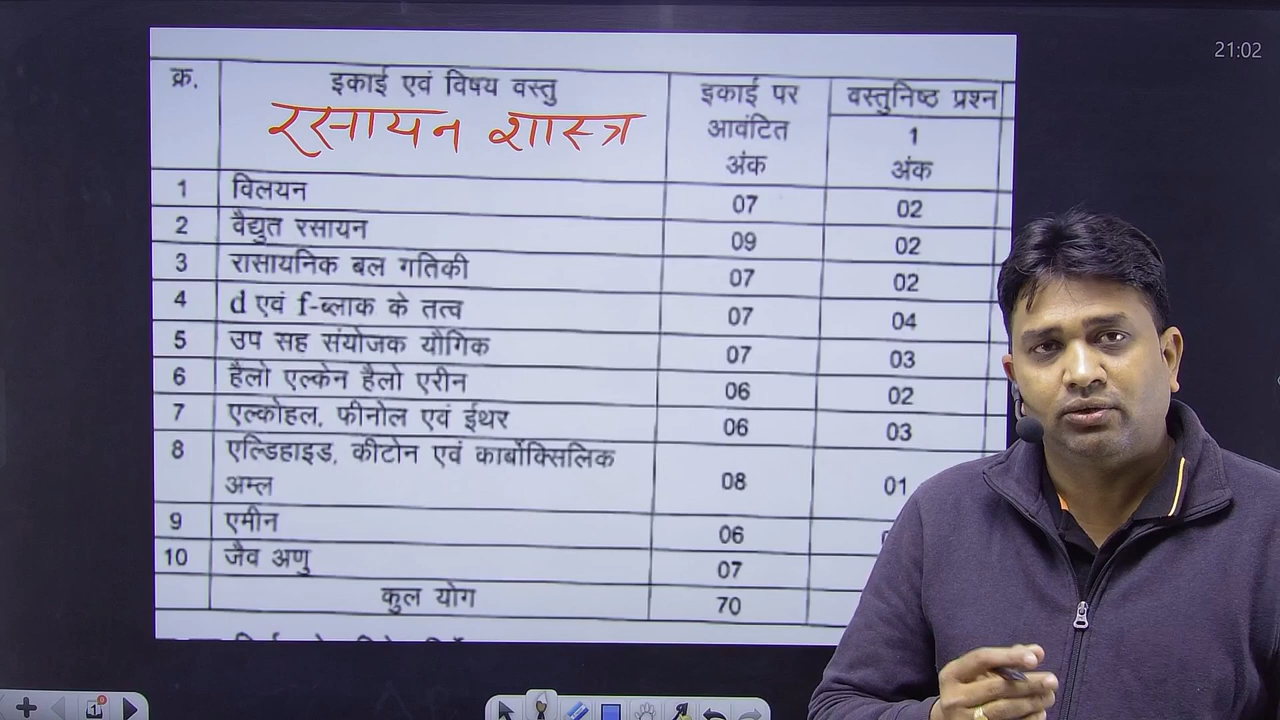 21:02
क्र. इकाई एवं विषय वस्तु इकाई पर आवंटित अंक वस्तुनिष्ठ प्रश्न
रसायन शास्त्र 1 अंक
1 विलयन 07 02
2 वैद्युत रसायन 09 02
3 रासायनिक बल गतिकी 07 02
4 d एवं f-ब्लाक के तत्व 07 04
5 उप सह संयोजक यौगिक 07 03
6 हैलो एल्केन हैलो एरीन 06 02
7 एल्कोहल, फीनोल एवं ईथर 06 03
8 एल्डिहाइड, कीटोन एवं कार्बोक्सिलिक
अम्ल 08 01
9 एमीन 06
10 जैव अणु 07
कुल योग 70
1